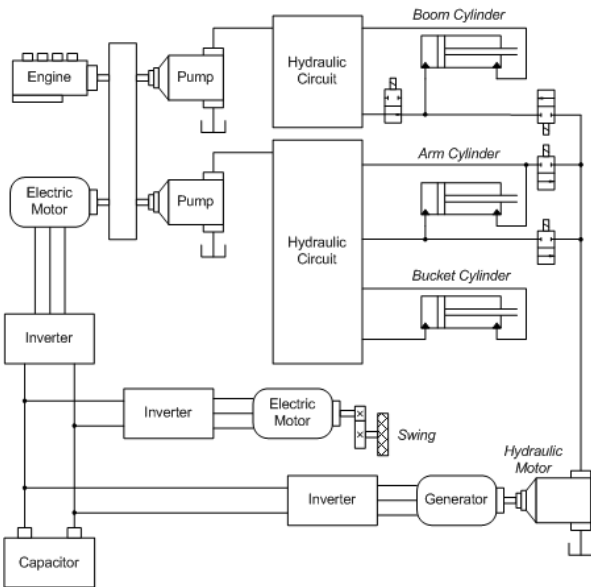 Boom Cylinder
Engine
Pump
Hydraulic
Circuit
Arm Cylinder
Electric
Motor
Pump
Hydraulic
Circuit
Bucket Cylinder
Inverter
Inverter
Electric
Motor
Swing
Hydraulic
Motor
Inverter
Generator
Capacitor